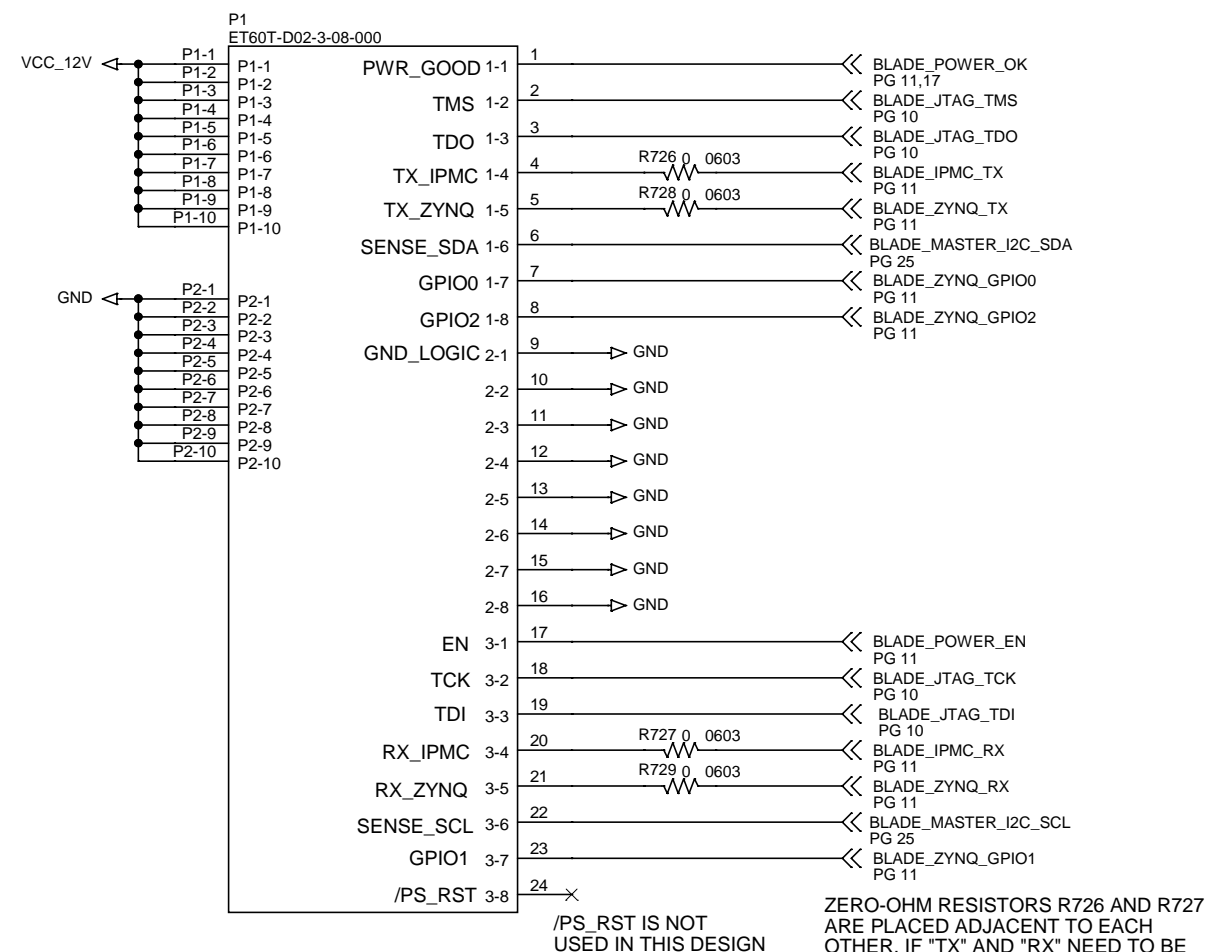 P1
ET60T-D02-3-08-000
VCC_12V
P1-1 P1-1
P1-2 P1-2
P1-3 P1-3
P1-4 P1-4
P1-5 P1-5
P1-6 P1-6
P1-7 P1-7
P1-8 P1-8
P1-9 P1-9
P1-10 P1-10
GND
P2-1 P2-1
P2-2 P2-2
P2-3 P2-3
P2-4 P2-4
P2-5 P2-5
P2-6 P2-6
P2-7 P2-7
P2-8 P2-8
P2-9 P2-9
P2-10 P2-10
PWR_GOOD 1-1 1 BLADE_POWER_OK
PG 11,17
TMS 1-2 2 BLADE_JTAG_TMS
PG 10
TDO 1-3 3 BLADE_JTAG_TDO
PG 10
TX_IPMC 1-4 4 R726 0 0603 BLADE_IPMC_TX
PG 11
TX_ZYNQ 1-5 5 R728 0 0603 BLADE_ZYNQ_TX
PG 11
SENSE_SDA 1-6 6 BLADE_MASTER_I2C_SDA
PG 25
GPIO0 1-7 7 BLADE_ZYNQ_GPIO0
PG 11
GPIO2 1-8 8 BLADE_ZYNQ_GPIO2
PG 11
GND_LOGIC 2-1 9 GND
2-2 10 GND
2-3 11 GND
2-4 12 GND
2-5 13 GND
2-6 14 GND
2-7 15 GND
2-8 16 GND
EN 3-1 17 BLADE_POWER_EN
PG 11
TCK 3-2 18 BLADE_JTAG_TCK
PG 10
TDI 3-3 19 BLADE_JTAG_TDI
PG 10
RX_IPMC 3-4 20 R727 0 0603 BLADE_IPMC_RX
PG 11
RX_ZYNQ 3-5 21 R729 0 0603 BLADE_ZYNQ_RX
PG 11
SENSE_SCL 3-6 22 BLADE_MASTER_I2C_SCL
PG 25
GPIO1 3-7 23 BLADE_ZYNQ_GPIO1
PG 11
/PS_RST 3-8 24
/PS_RST IS NOT
USED IN THIS DESIGN
ZERO-OHM RESISTORS R726 AND R727
ARE PLACED ADJACENT TO EACH
OTHER. IF "TX" AND "RX" NEED TO BE